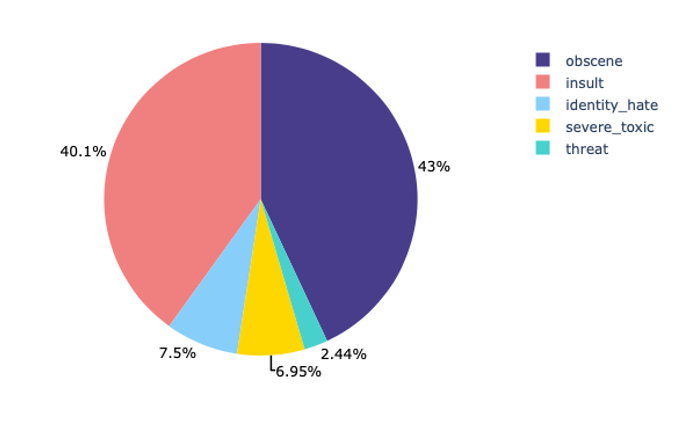 obscene
insult
identity_hate
severe_toxic
threat
40.1%
43%
7.5%
6.95%
2.44%